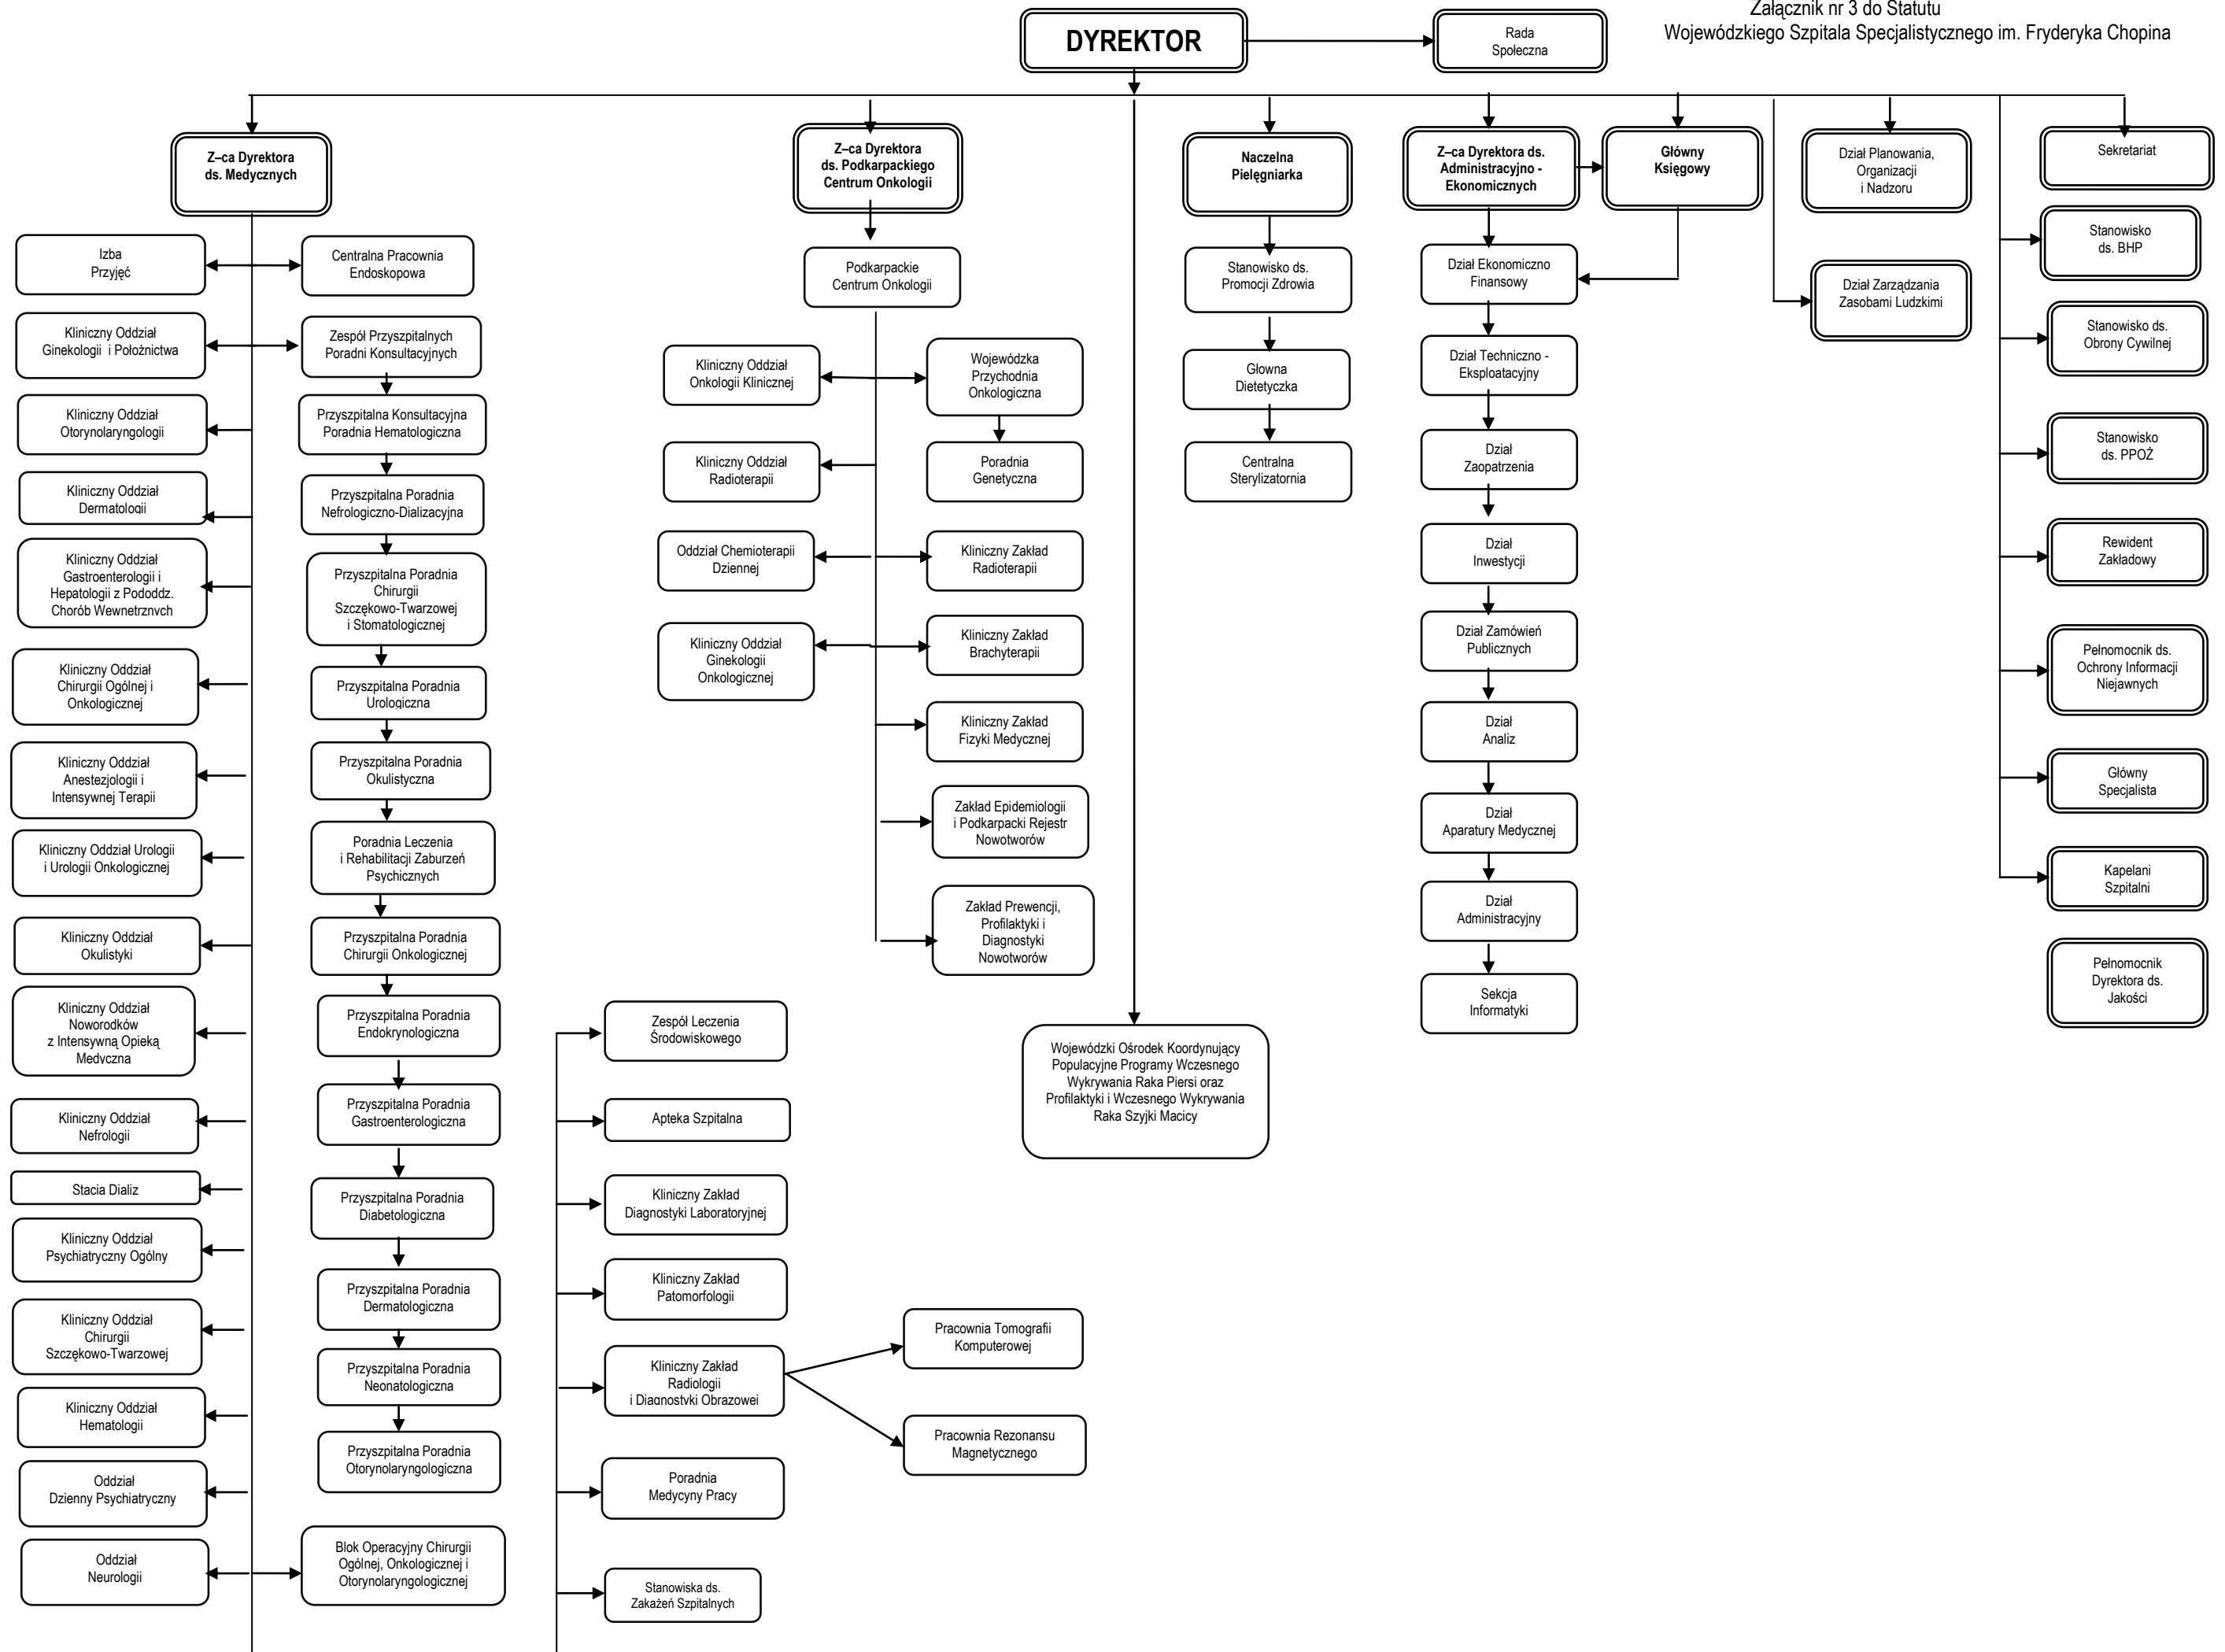 Załącznik nr 3 do Statutu
Wojewódzkiego Szpitala Specjalistycznego im. Fryderyka Chopina
DYREKTOR
Rada
Społeczna
Z–ca Dyrektora
ds. Medycznych
Z–ca Dyrektora
ds. Podkarpackiego
Centrum Onkologii
Naczelna
Pielęgniarka
Z–ca Dyrektora ds.
Administracyjno -
Ekonomicznych
Główny
Księgowy
Dział Planowania,
Organizacji
i Nadzoru
Sekretariat
Izba
Przyjęć
Kliniczny Oddział
Ginekologii i Położnictwa
Kliniczny Oddział
Otorynolaryngologii
Kliniczny Oddział
Dermatologii
Kliniczny Oddział
Gastroenterologii i
Hepatologii z Pododdz.
Chorób Wewnętrznych
Kliniczny Oddział
Chirurgii Ogólnej i
Onkologicznej
Kliniczny Oddział
Anestezjologii i
Intensywnej Terapii
Kliniczny Oddział Urologii
i Urologii Onkologicznej
Kliniczny Oddział
Okulistyki
Kliniczny Oddział
Noworodków
z Intensywną Opieką
Medyczna
Kliniczny Oddział
Nefrologii
Stacja Dializ
Kliniczny Oddział
Psychiatryczny Ogólny
Kliniczny Oddział
Chirurgii
Szczękowo-Twarzowej
Kliniczny Oddział
Hematologii
Oddział
Dzienny Psychiatryczny
Oddział
Neurologii
Centralna Pracownia
Endoskopowa
Zespół Przyszpitalnych
Poradni Konsultacyjnych
Przyszpitalna Konsultacyjna
Poradnia Hematologiczna
Przyszpitalna Poradnia
Nefrologiczno-Dializacyjna
Przyszpitalna Poradnia
Chirurgii
Szczękowo-Twarzowej
i Stomatologicznej
Przyszpitalna Poradnia
Urologiczna
Przyszpitalna Poradnia
Okulistyczna
Poradnia Leczenia
i Rehabilitacji Zaburzeń
Psychicznych
Przyszpitalna Poradnia
Chirurgii Onkologicznej
Przyszpitalna Poradnia
Endokrynologiczna
Przyszpitalna Poradnia
Gastroenterologiczna
Przyszpitalna Poradnia
Diabetologiczna
Przyszpitalna Poradnia
Dermatologiczna
Przyszpitalna Poradnia
Neonatologiczna
Przyszpitalna Poradnia
Otorynolaryngologiczna
Blok Operacyjny Chirurgii
Ogólnej, Onkologicznej i
Otorynolaryngologicznej
Zespół Leczenia
Środowiskowego
Apteka Szpitalna
Kliniczny Zakład
Diagnostyki Laboratoryjnej
Kliniczny Zakład
Patomorfologii
Kliniczny Zakład
Radiologii
i Diagnostyki Obrazowej
Poradnia
Medycyny Pracy
Stanowiska ds.
Zakażeń Szpitalnych
Pracownia Tomografii
Komputerowej
Pracownia Rezonansu
Magnetycznego
Podkarpackie
Centrum Onkologii
Kliniczny Oddział
Onkologii Klinicznej
Kliniczny Oddział
Radioterapii
Oddział Chemioterapii
Dziennej
Kliniczny Oddział
Ginekologii
Onkologicznej
Wojewódzka
Przychodnia
Onkologiczna
Poradnia
Genetyczna
Kliniczny Zakład
Radioterapii
Kliniczny Zakład
Brachyterapii
Kliniczny Zakład
Fizyki Medycznej
Zakład Epidemiologii
i Podkarpacki Rejestr
Nowotworów
Zakład Prewencji,
Profilaktyki i
Diagnostyki
Nowotworów
Wojewódzki Ośrodek Koordynujący
Populacyjne Programy Wczesnego
Wykrywania Raka Piersi oraz
Profilaktyki i Wczesnego Wykrywania
Raka Szyjki Macicy
Stanowisko ds.
Promocji Zdrowia
Głowna
Dietetyczka
Centralna
Sterylizatornia
Dział Ekonomiczno
Finansowy
Dział Techniczno -
Eksploatacyjny
Dział
Zaopatrzenia
Dział
Inwestycji
Dział Zamówień
Publicznych
Dział
Analiz
Dział
Aparatury Medycznej
Dział
Administracyjny
Sekcja
Informatyki
Dział Zarządzania
Zasobami Ludzkimi
Stanowisko
ds. BHP
Stanowisko ds.
Obrony Cywilnej
Stanowisko
ds. PPOŻ
Rewident
Zakładowy
Pełnomocnik ds.
Ochrony Informacji
Niejawnych
Główny
Specjalista
Kapelani
Szpitalni
Pełnomocnik
Dyrektora ds.
Jakości